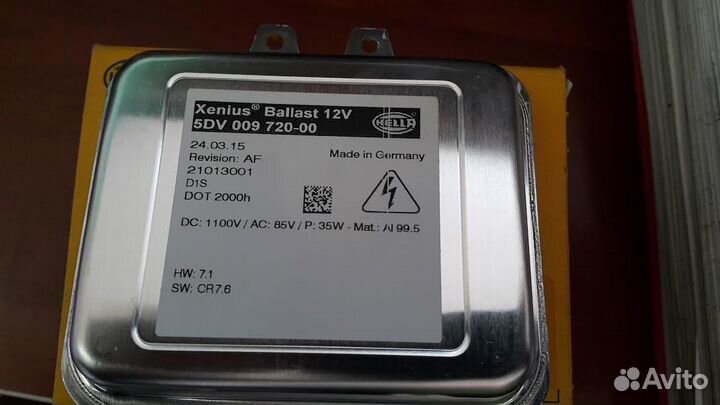 Xenius® Ballast 12V
5DV 009 720-00
HELLA
24.03.15
Revision: AF
Made in Germany
21013001
D1S
DOT 2000h
DC: 1100V / AC: 85V / P: 35W - Mat.: Al 99.5
HW: 7.1
SW: CR7.6
Avito